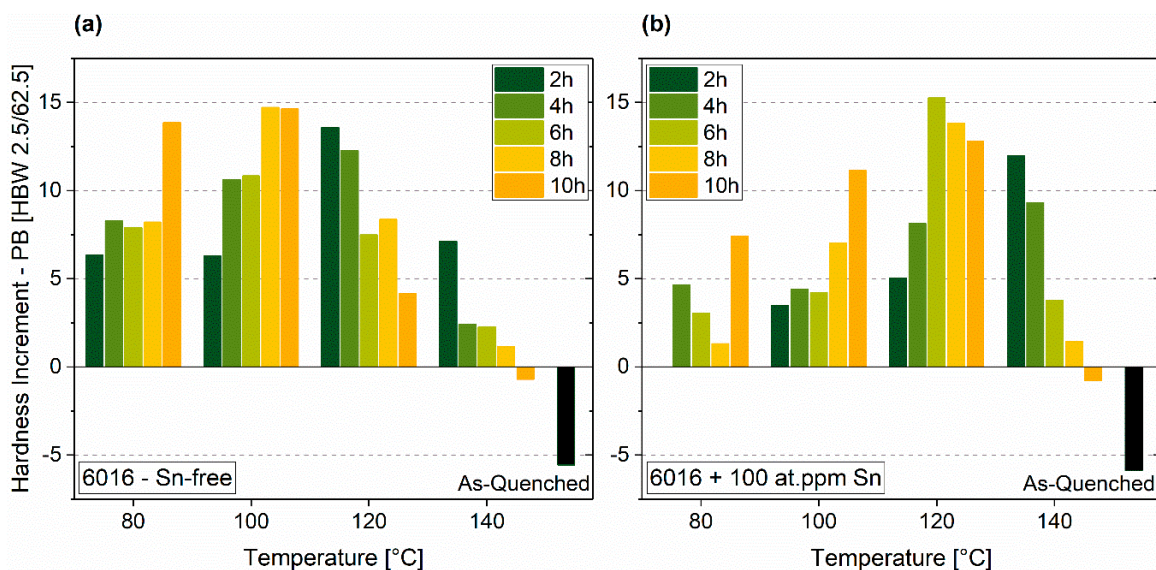 (a)
Hardness Increment - PB [HBW 2.5/62.5]
15
10
5
0
-5
2h
4h
6h
8h
10h
6016 - Sn-free
As-Quenched
80
100
120
140
Temperature [°C]
(b)
15
10
5
0
-5
2h
4h
6h
8h
10h
6016 + 100 at.ppm Sn
As-Quenched
80
100
120
140
Temperature [°C]